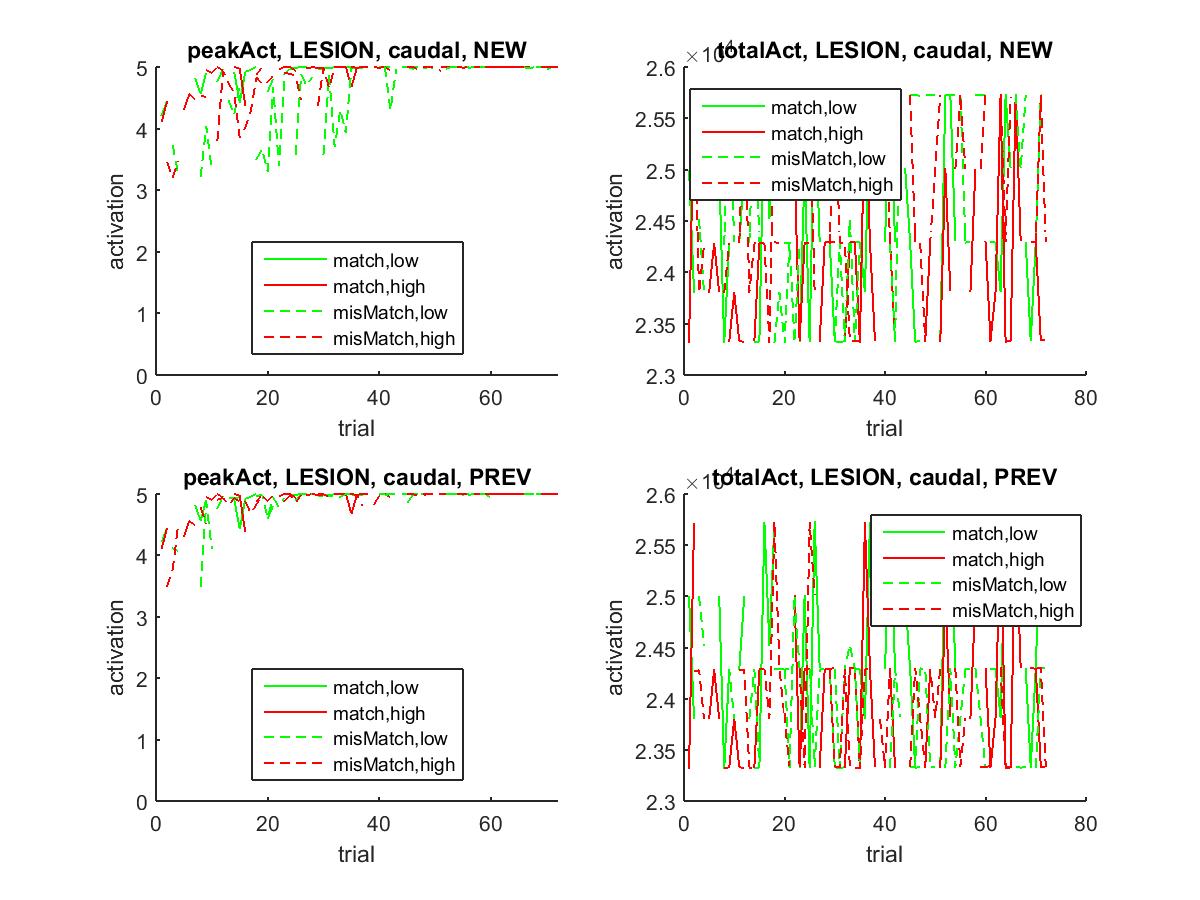 peakAct, LESION, caudal, NEW
5
4
3
2
1
0
activation
match,low
match,high
misMatch,low
misMatch,high
0 20 40 60
trial
×10^4
totalAct, LESION, caudal, NEW
2.6
2.55
2.5
2.45
2.4
2.35
2.3
activation
match,low
match,high
misMatch,low
misMatch,high
0 20 40 60 80
trial
peakAct, LESION, caudal, PREV
5
4
3
2
1
0
activation
match,low
match,high
misMatch,low
misMatch,high
0 20 40 60
trial
×10^4
totalAct, LESION, caudal, PREV
2.6
2.55
2.5
2.45
2.4
2.35
2.3
activation
match,low
match,high
misMatch,low
misMatch,high
0 20 40 60 80
trial